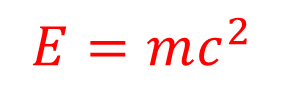 E = mc²